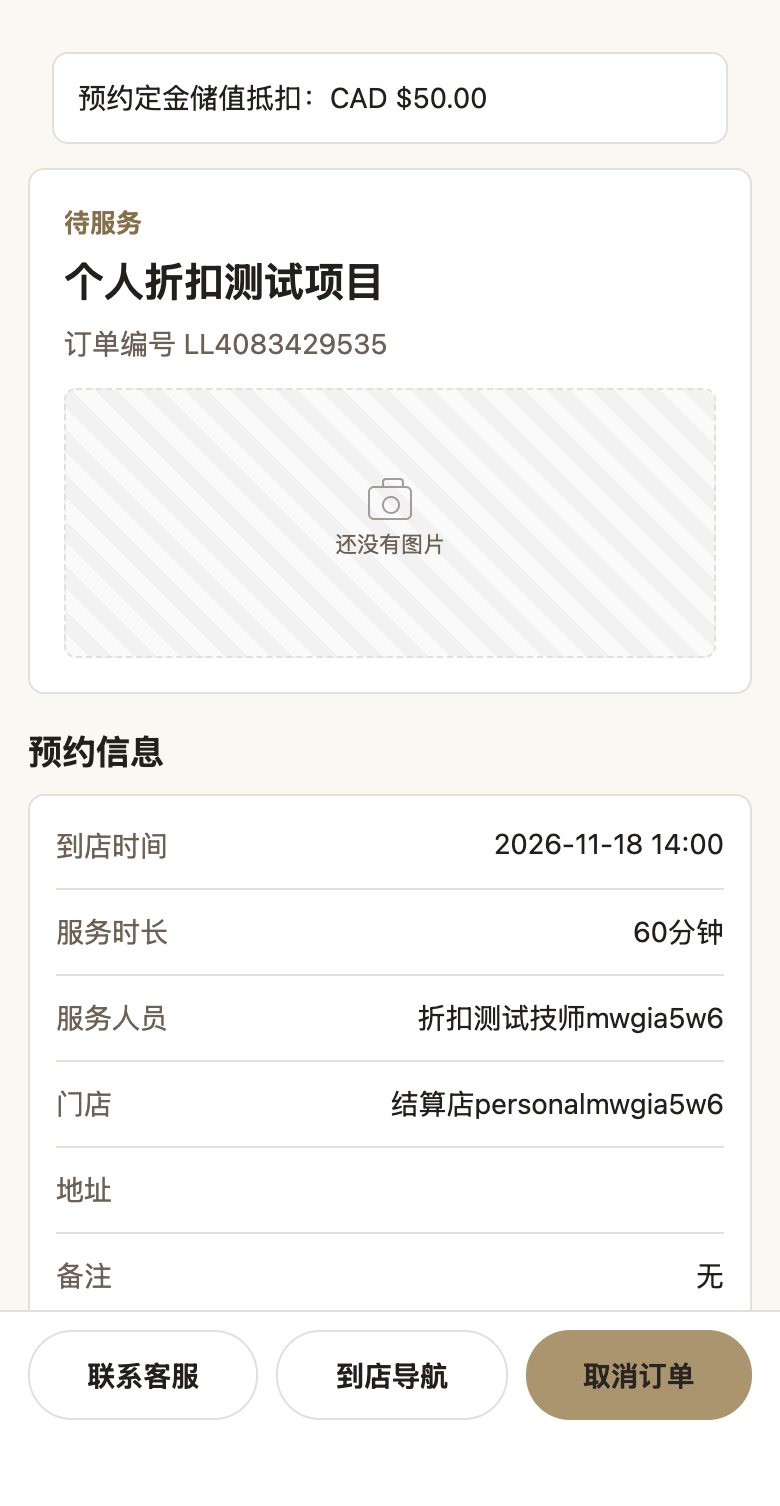 预约定金储值抵扣：CAD $50.00
待服务
个人折扣测试项目
订单编号 LL4083429535
还没有图片
预约信息
到店时间 2026-11-18 14:00
服务时长 60分钟
服务人员 折扣测试技师mwgia5w6
门店 结算店personalmwgia5w6
地址
备注 无
联系客服 到店导航 取消订单